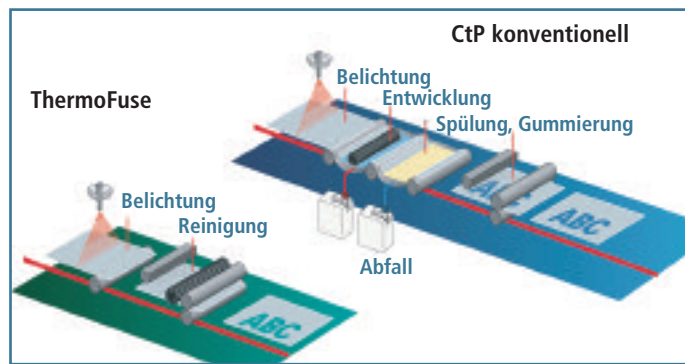 CtP konventionell
Belichtung
Entwicklung
Spülung, Gummierung
ABC
ABC
Abfall
ThermoFuse
Belichtung
Reinigung
ABC